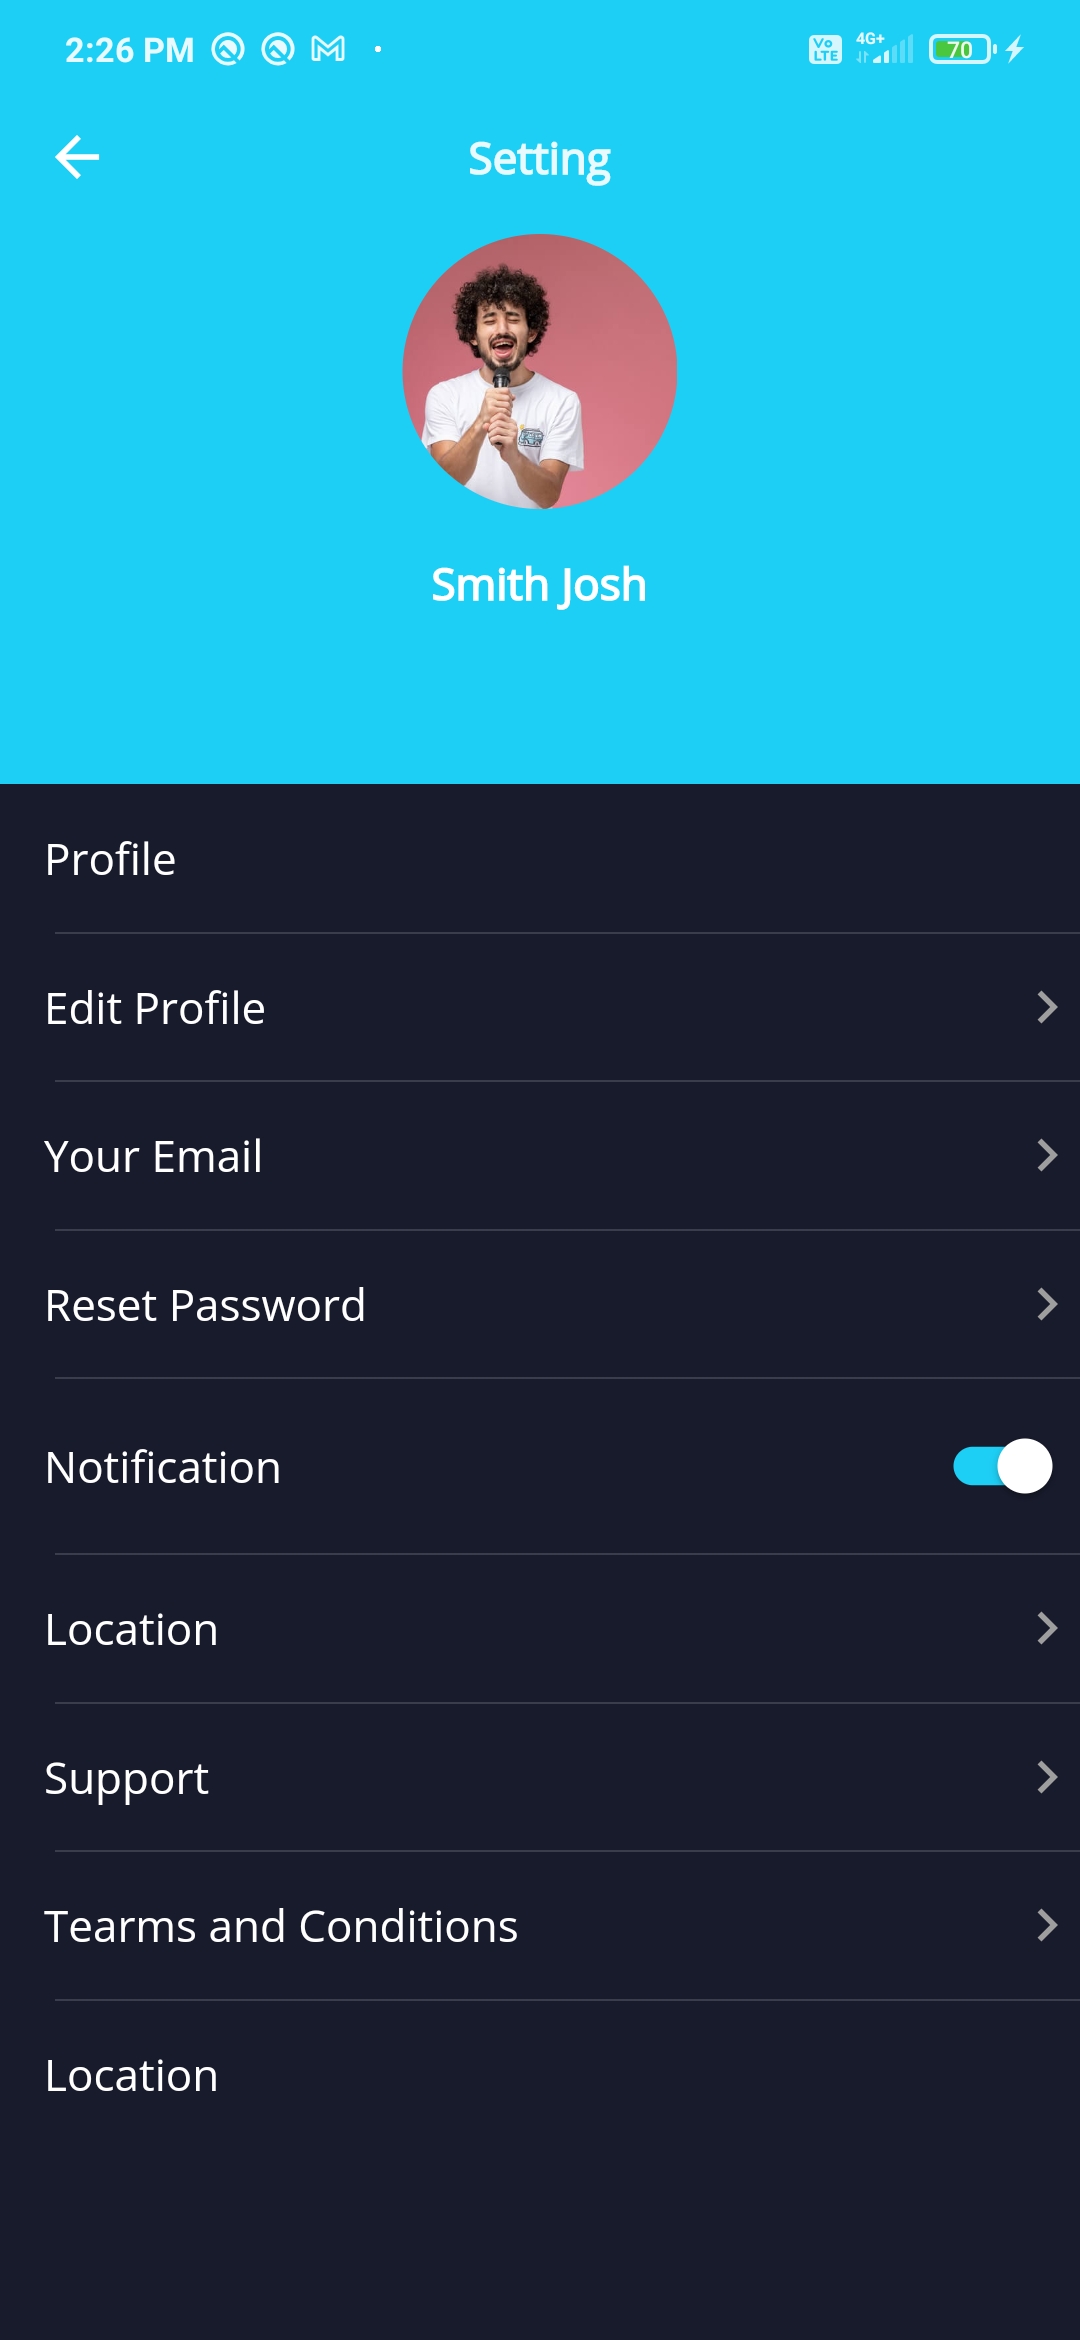 2:26 PM
Vo LTE 4G+ 70
Setting
Smith Josh
Profile
Edit Profile
Your Email
Reset Password
Notification
Location
Support
Tearms and Conditions
Location